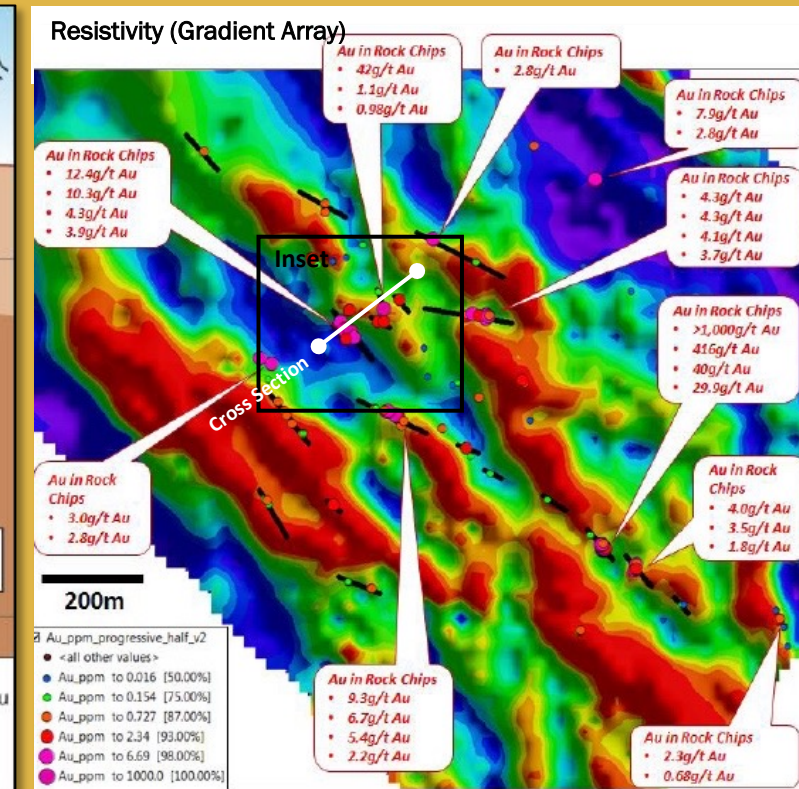 Resistivity (Gradient Array)
Au in Rock Chips
• 42g/t Au
• 1.1g/t Au
• 0.98g/t Au
Au in Rock Chips
• 2.8g/t Au
Au in Rock Chips
• 7.9g/t Au
• 2.8g/t Au
Au in Rock Chips
• 12.4g/t Au
• 10.3g/t Au
• 4.3g/t Au
• 3.9g/t Au
Au in Rock Chips
• 4.3g/t Au
• 4.3g/t Au
• 4.1g/t Au
• 3.7g/t Au
Inset
Cross Section
Au in Rock Chips
• >1,000g/t Au
• 416g/t Au
• 40g/t Au
• 29.9g/t Au
Au in Rock
Chips
• 3.0g/t Au
• 2.8g/t Au
Au in Rock
Chips
• 4.0g/t Au
• 3.5g/t Au
• 1.8g/t Au
200m
Au_ppm_progressive_half_v2
<all other values>
Au_ppm to 0.016 [50.00%]
Au_ppm to 0.154 [75.00%]
Au_ppm to 0.727 [87.00%]
Au_ppm to 2.34 [93.00%]
Au_ppm to 6.69 [98.00%]
Au_ppm to 1000.0 [100.00%]
Au in Rock Chips
• 9.3g/t Au
• 6.7g/t Au
• 5.4g/t Au
• 2.2g/t Au
Au in Rock Chips
• 2.3g/t Au
• 0.68g/t Au
u